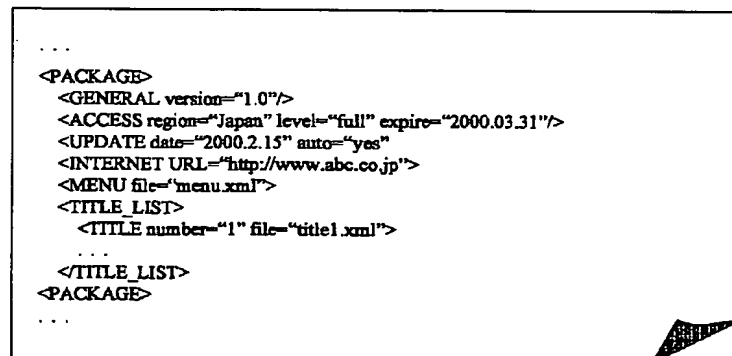 . . .
<PACKAGE>
<GENERAL version="1.0"/>
<ACCESS region="Japan" level="full" expire="2000.03.31"/>
<UPDATE date="2000.2.15" auto="yes"
<INTERNET URL="http://www.abc.co.jp">
<MENU file="menu.xml">
<TITLE_LIST>
<TITLE number="1" file="title1.xml">
. . .
</TITLE_LIST>
<PACKAGE>
. . .